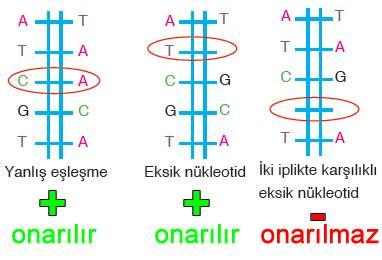 A T
T A
C A
G C
T A
Yanlış eşleşme
+
onarılır
A T
T
C G
G C
T A
Eksik nükleotid
+
onarılır
A T
T A
C G
T A
İki iplikte karşılıklı
eksik nükleotid
-
onarılmaz